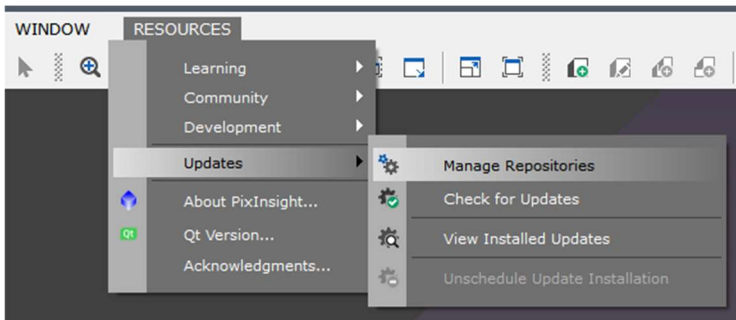 WINDOW RESOURCES
Learning
Community
Development
Updates
Manage Repositories
Check for Updates
About PixInsight...
View Installed Updates
Qt Qt Version...
Unschedule Update Installation
Acknowledgments...